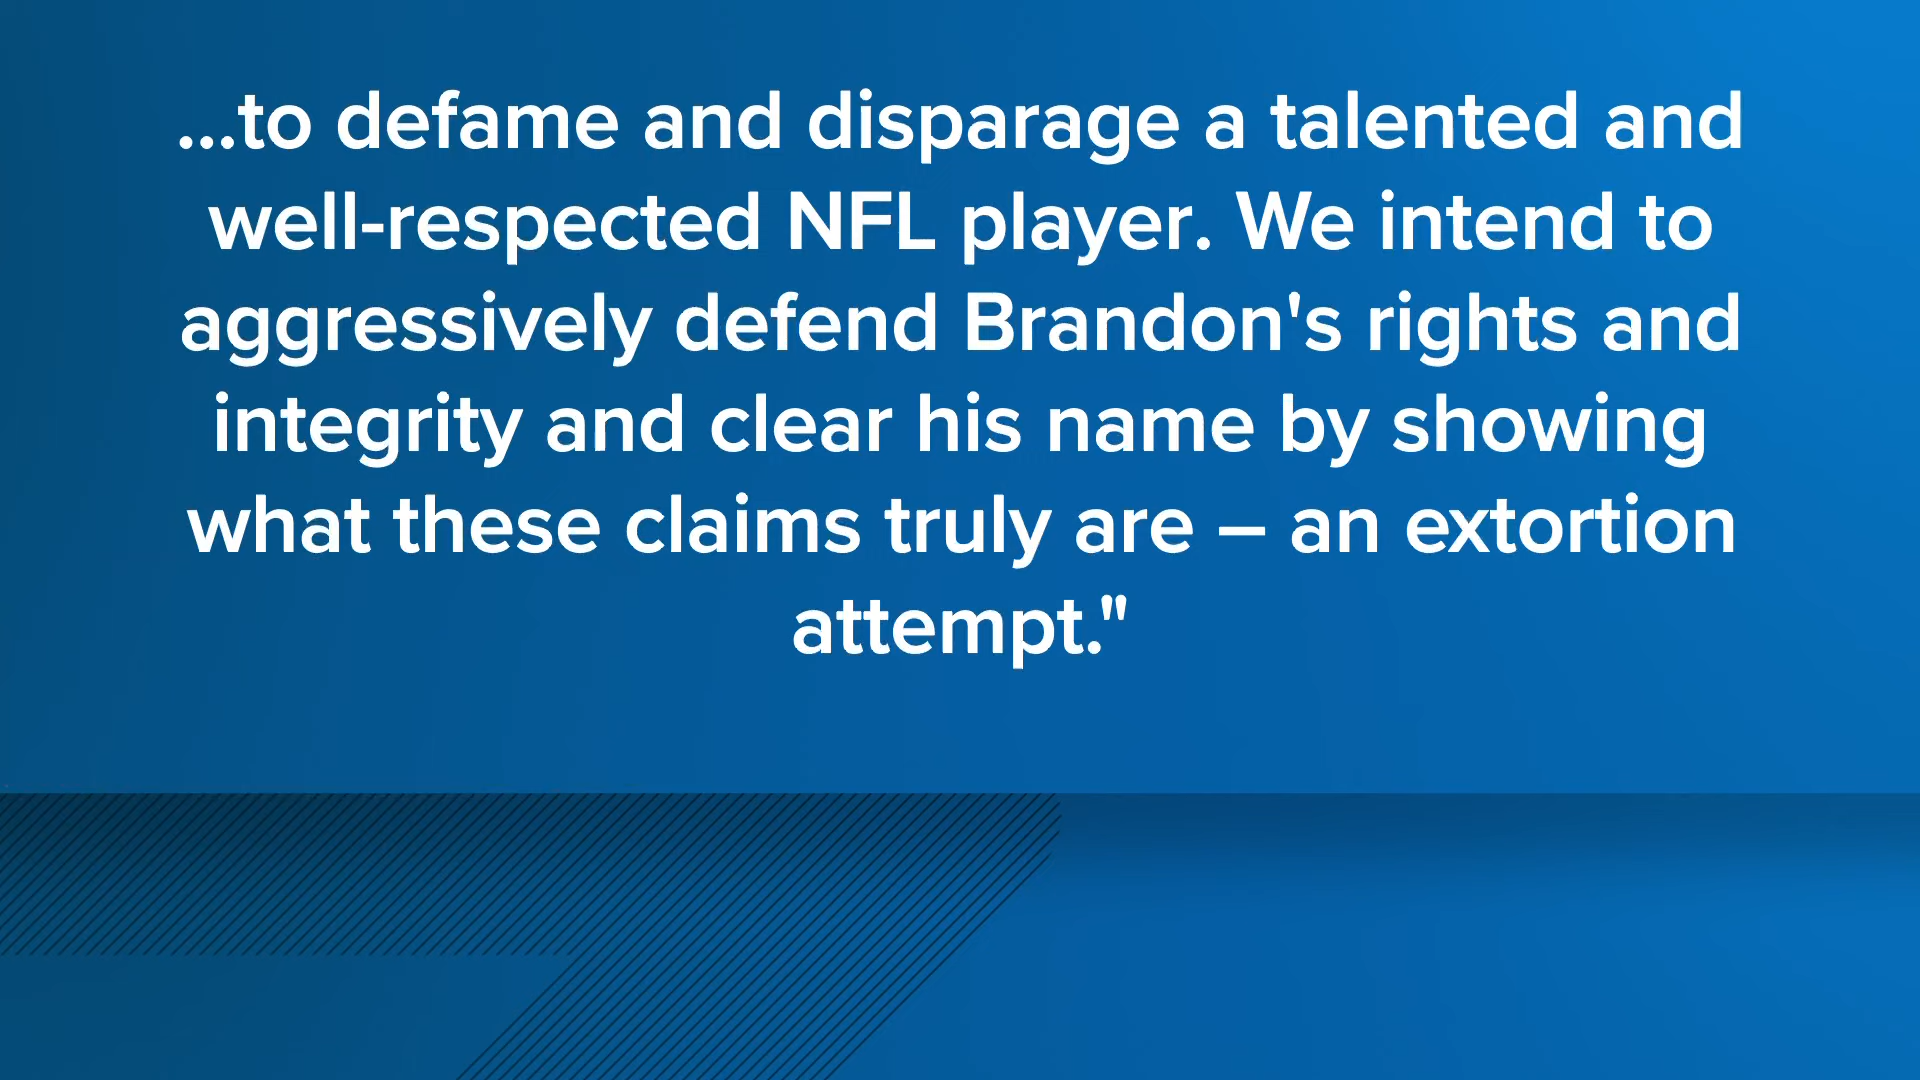 ...to defame and disparage a talented and
well-respected NFL player. We intend to
aggressively defend Brandon's rights and
integrity and clear his name by showing
what these claims truly are – an extortion
attempt."